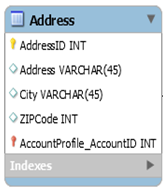 Address
AddressID INT
Address VARCHAR(45)
City VARCHAR(45)
ZIPCode INT
AccountProfile_AccountID INT
Indexes